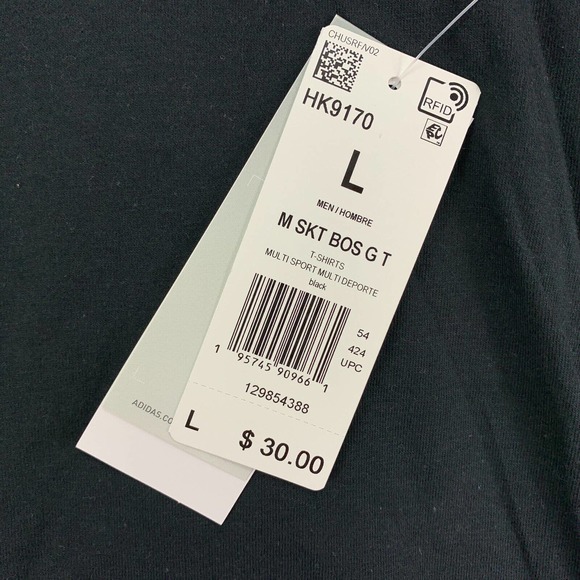 CHUSRF/V02
RFID
HK9170
L
MEN / HOMBRE
M SKT BOS G T
T-SHIRTS
MULTI SPORT MULTI DEPORTE
black
54
424
UPC
1 95745 90966 1
129854388
L $ 30.00
ADIDAS.CO